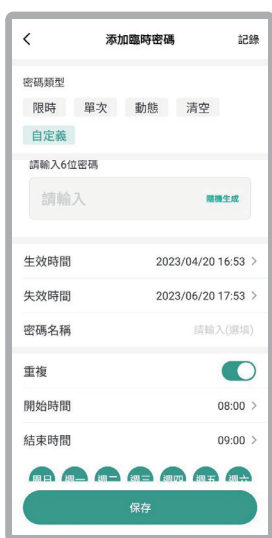 添加臨時密碼 記錄
密碼類型
限時 單次 動態 清空
自定義
請輸入6位密碼
請輸入 隨機生成
生效時間 2023/04/20 16:53
失效時間 2023/06/20 17:53
密碼名稱 請輸入(選填)
重複
開始時間 08:00
結束時間 09:00
周日 週一 週二 週三 週四 週五 週六
保存